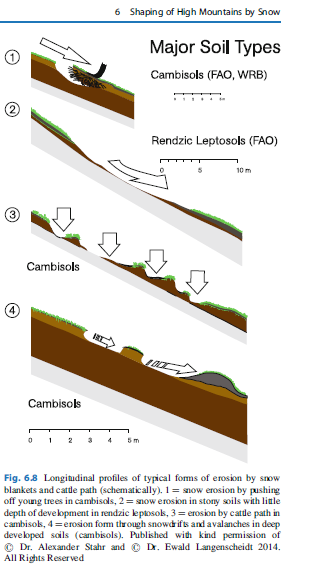 6 Shaping of High Mountains by Snow
Major Soil Types
1
Cambisols (FAO, WRB)
2
Rendzic Leptosols (FAO)
0 5 10 m
3
Cambisols
4
Cambisols
0 1 2 3 4 5 m
Fig. 6.8 Longitudinal profiles of typical forms of erosion by snow
blankets and cattle path (schematically). 1 = snow erosion by pushing
off young trees in cambisols, 2 = snow erosion in stony soils with little
depth of development in rendzic leptosols, 3 = erosion by cattle path in
cambisols, 4 = erosion form through snowdrifts and avalanches in deep
developed soils (cambisols). Published with kind permission of
© Dr. Alexander Stahr and © Dr. Ewald Langenscheidt 2014.
All Rights Reserved